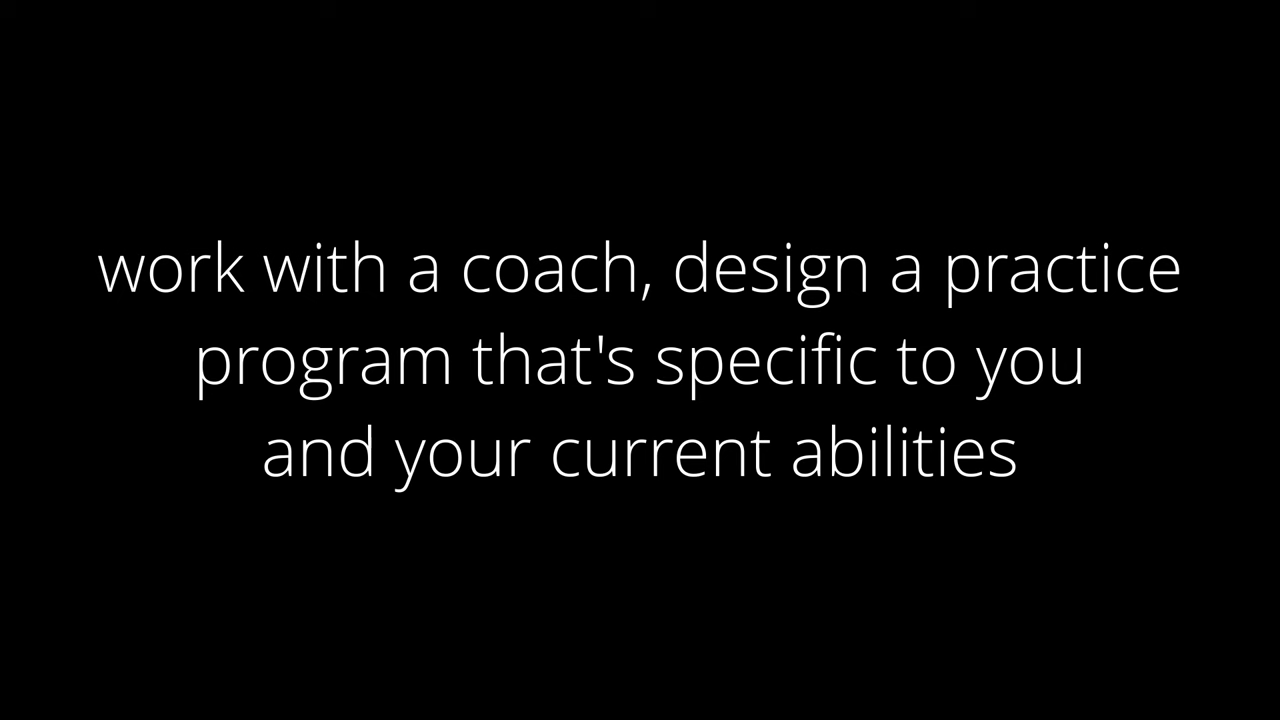 work with a coach, design a practice
program that's specific to you
and your current abilities